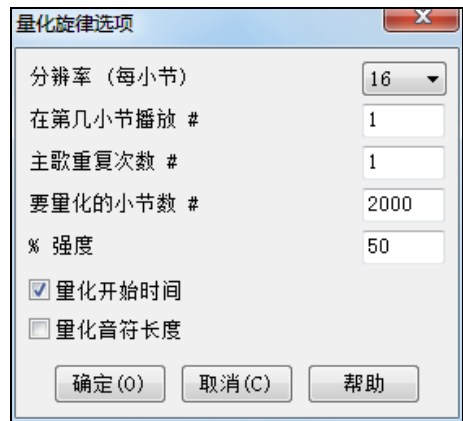 量化旋律选项
分辨率 (每小节) 16
在第几小节播放 # 1
主歌重复次数 # 1
要量化的小节数 # 2000
% 强度 50
量化开始时间
量化音符长度
确定(O) 取消(C) 帮助